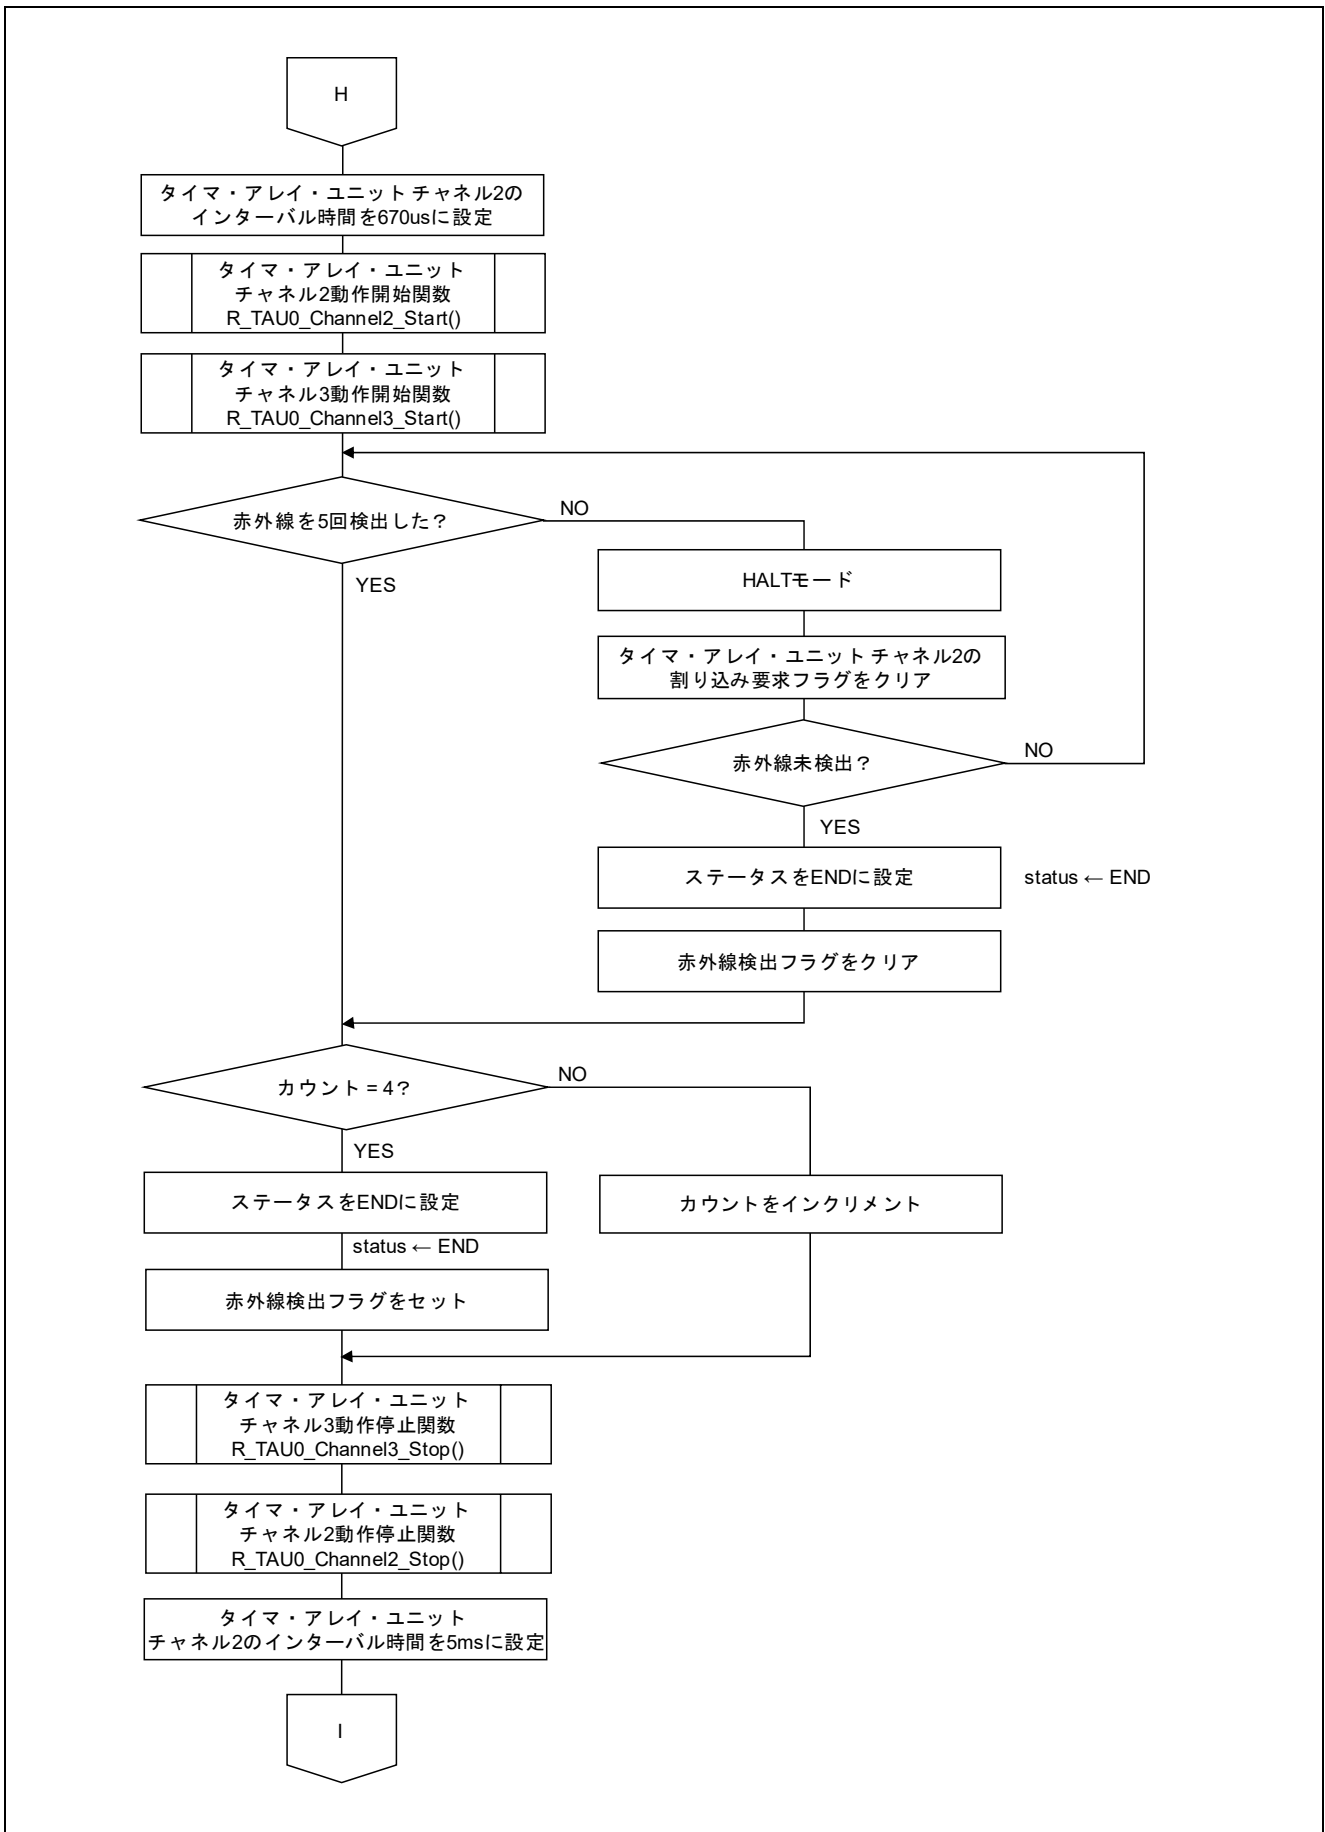 H
タイマ・アレイ・ユニット チャネル2の
インターバル時間を670usに設定
タイマ・アレイ・ユニット
チャネル2動作開始関数
R_TAU0_Channel2_Start()
タイマ・アレイ・ユニット
チャネル3動作開始関数
R_TAU0_Channel3_Start()
赤外線を5回検出した？
NO
YES
HALTモード
タイマ・アレイ・ユニット チャネル2の
割り込み要求フラグをクリア
赤外線未検出？
NO
YES
ステータスをENDに設定
status ← END
赤外線検出フラグをクリア
カウント = 4？
NO
YES
ステータスをENDに設定
カウントをインクリメント
status ← END
赤外線検出フラグをセット
タイマ・アレイ・ユニット
チャネル3動作停止関数
R_TAU0_Channel3_Stop()
タイマ・アレイ・ユニット
チャネル2動作停止関数
R_TAU0_Channel2_Stop()
タイマ・アレイ・ユニット
チャネル2のインターバル時間を5msに設定
I